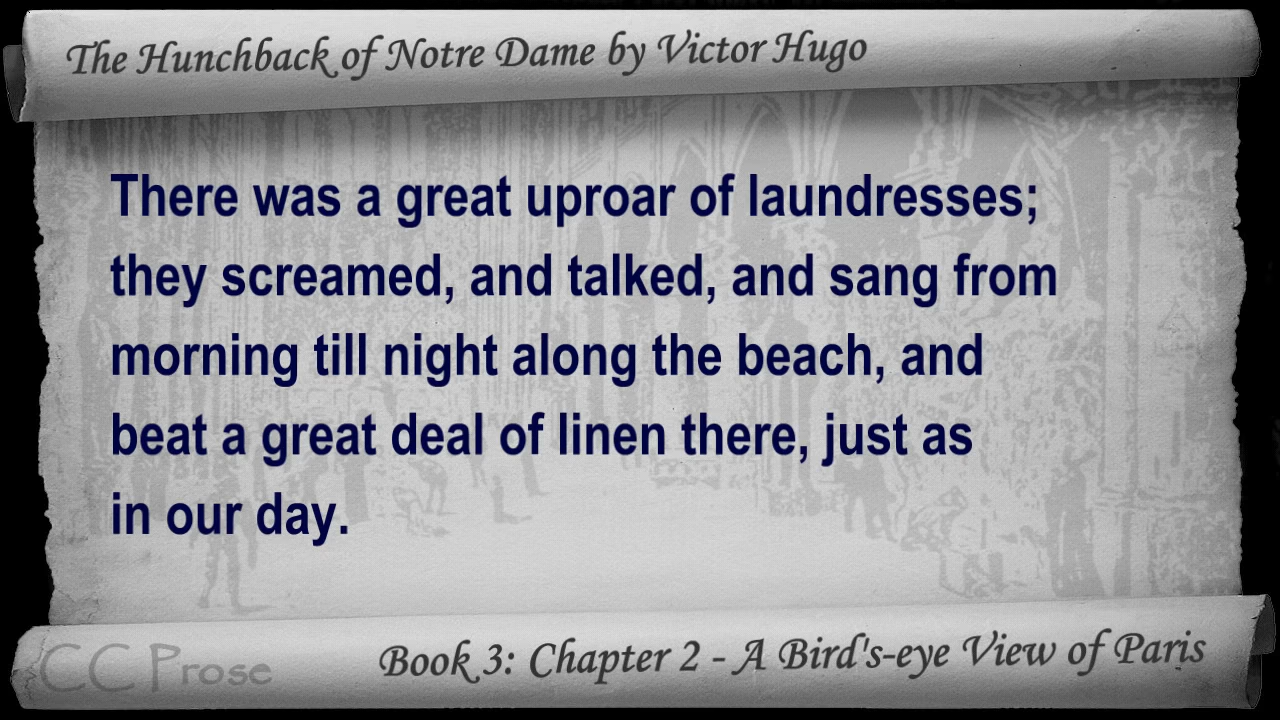 The Hunchback of Notre Dame by Victor Hugo
There was a great uproar of laundresses;
they screamed, and talked, and sang from
morning till night along the beach, and
beat a great deal of linen there, just as
in our day.
CC Prose
Book 3: Chapter 2 - A Bird's-eye View of Paris